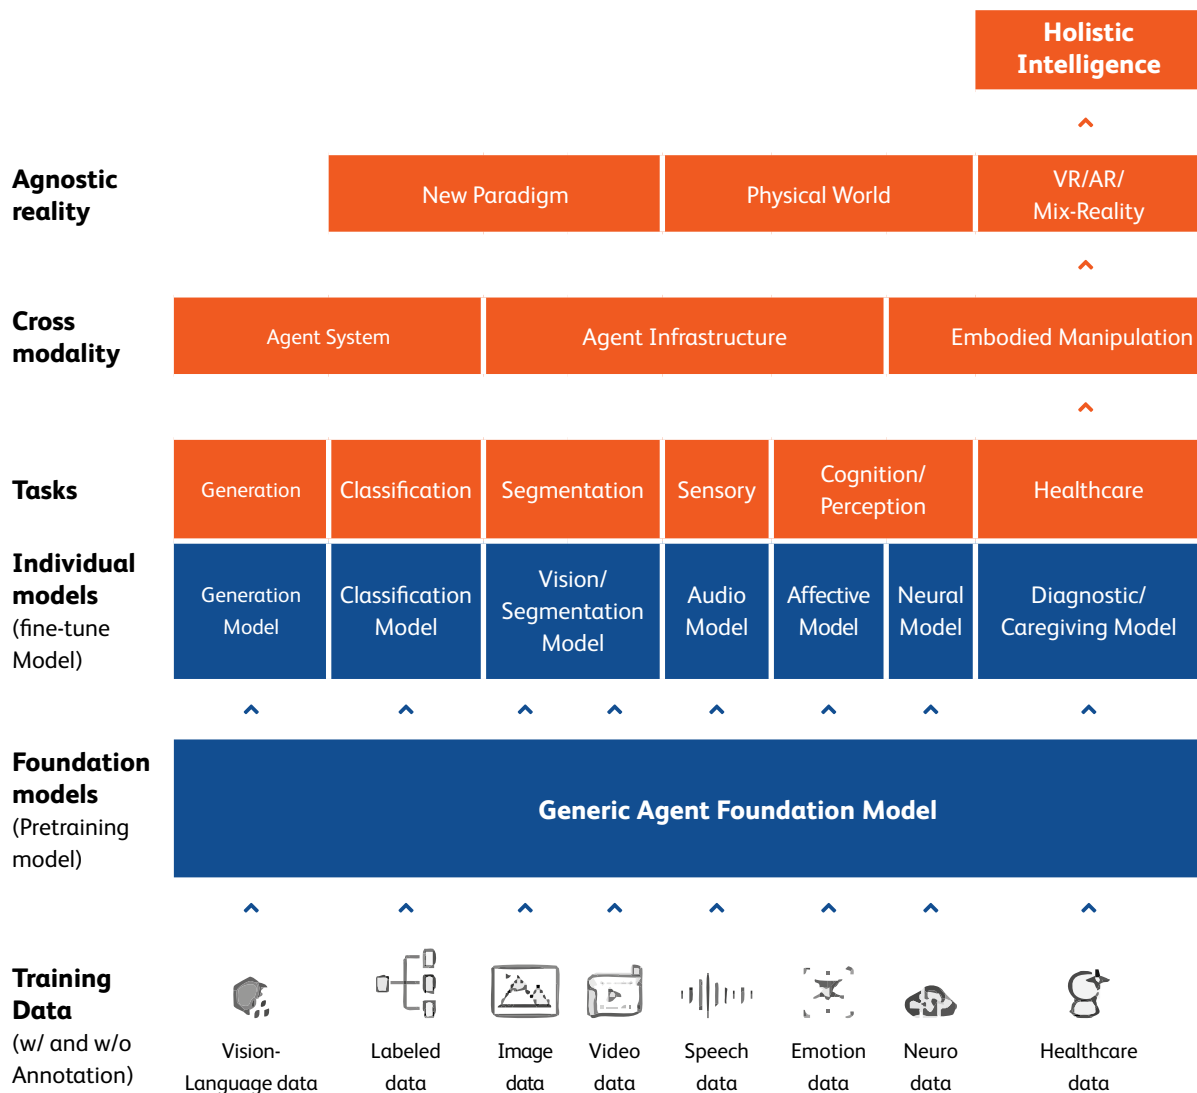 Holistic
Intelligence
Agnostic
reality
New Paradigm
Physical World
VR/AR/
Mix-Reality
Cross
modality
Agent System
Agent Infrastructure
Embodied Manipulation
Tasks
Generation
Classification
Segmentation
Sensory
Cognition/
Perception
Healthcare
Individual
models
(fine-tune
Model)
Generation
Model
Classification
Model
Vision/
Segmentation
Model
Audio
Model
Affective
Model
Neural
Model
Diagnostic/
Caregiving Model
Foundation
models
(Pretraining
model)
Generic Agent Foundation Model
Training
Data
(w/ and w/o
Annotation)
Vision-
Language data
Labeled
data
Image
data
Video
data
Speech
data
Emotion
data
Neuro
data
Healthcare
data